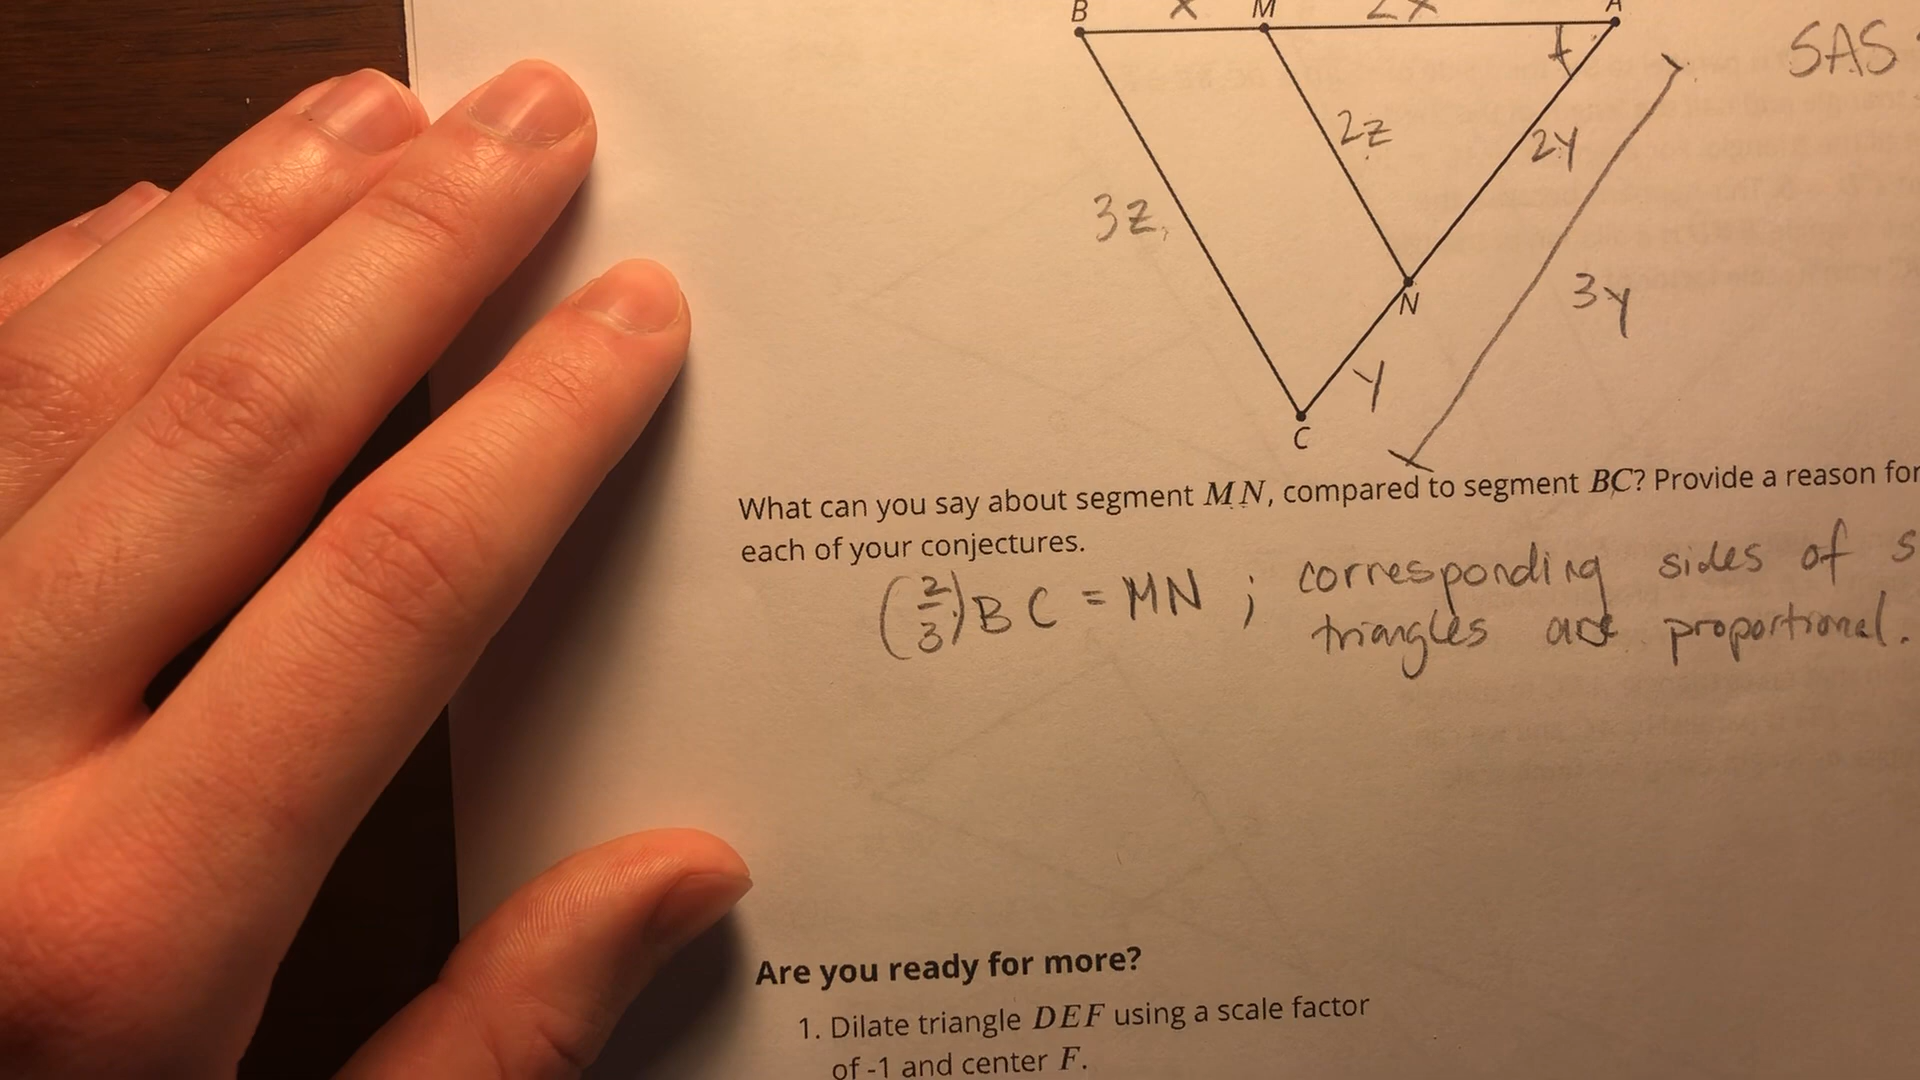 B x M 2x A
SAS
2z 2y
3z
3y
N
y
C
What can you say about segment MN, compared to segment BC? Provide a reason for
each of your conjectures.
(2/3)BC = MN ; corresponding sides of s
triangles are proportional.
Are you ready for more?
1. Dilate triangle DEF using a scale factor
of -1 and center F.